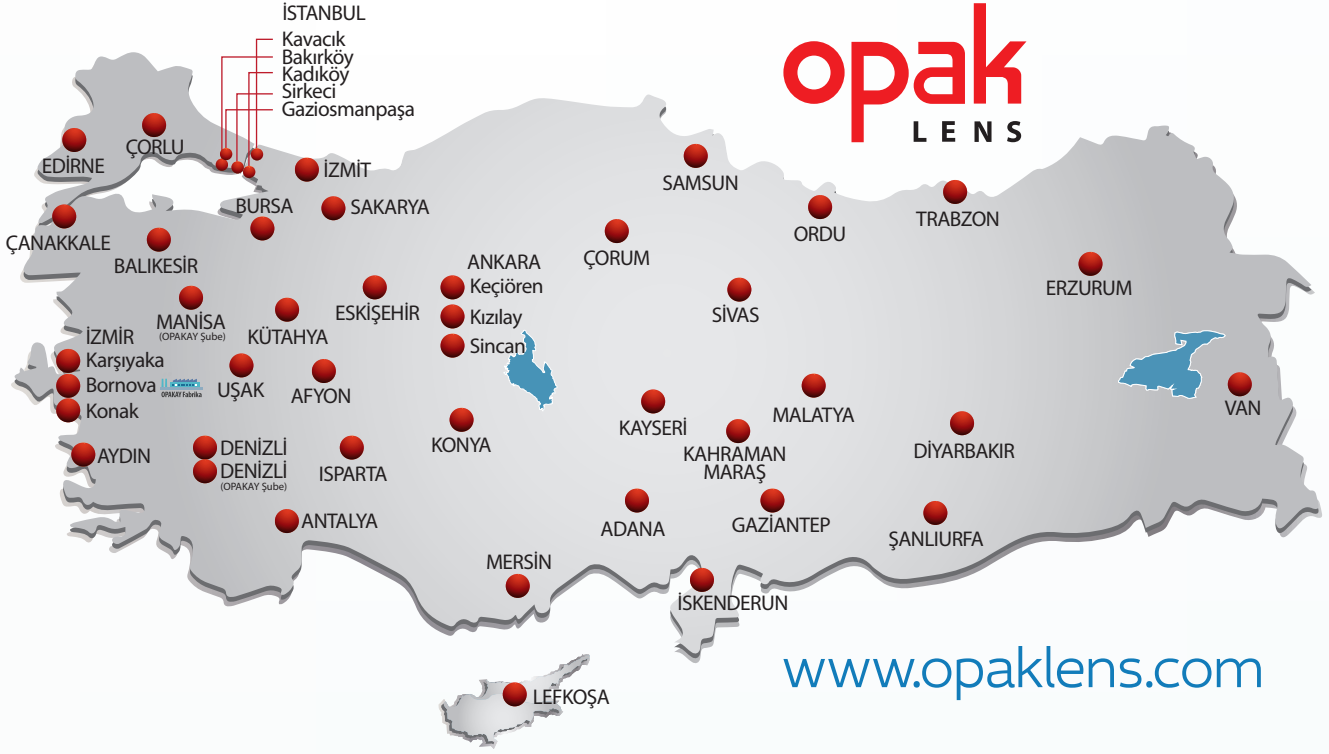 İSTANBUL
Kavacık
Bakırköy
Kadıköy
Sirkeci
Gaziosmanpaşa
opak
LENS
EDİRNE
ÇORLU
İZMİT
SAMSUN
BURSA
SAKARYA
TRABZON
ÇANAKKALE
ORDU
BALIKESİR
ÇORUM
ANKARA
Keçiören
Kızılay
Sincan
ERZURUM
ESKİŞEHİR
SİVAS
MANİSA
(OPAKAY Şube)
KÜTAHYA
İZMİR
Karşıyaka
Bornova
OPAKAY Fabrika
Konak
UŞAK
AFYON
MALATYA
VAN
KAYSERİ
KONYA
KAHRAMAN
MARAŞ
DİYARBAKIR
AYDIN
DENİZLİ
DENİZLİ
(OPAKAY Şube)
ISPARTA
ANTALYA
ADANA
GAZİANTEP
ŞANLIURFA
MERSİN
İSKENDERUN
www.opaklens.com
LEFKOŞA